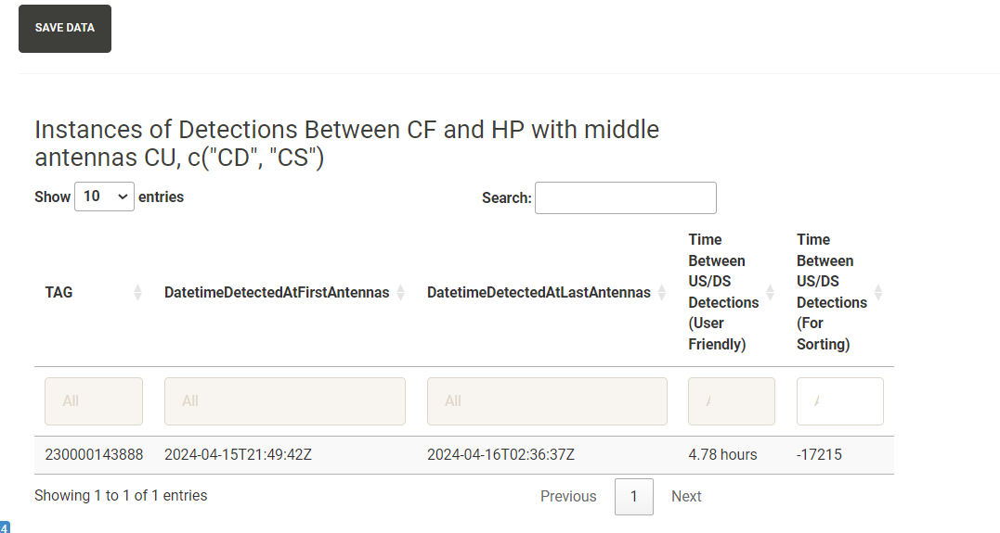 SAVE DATA
Instances of Detections Between CF and HP with middle
antennas CU, c("CD", "CS")
Show 10 entries
Search:
TAG
DatetimeDetectedAtFirstAntennas
DatetimeDetectedAtLastAntennas
Time
Between
US/DS
Detections
(User
Friendly)
Time
Between
US/DS
Detections
(For
Sorting)
All
All
All
230000143888 2024-04-15T21:49:42Z 2024-04-16T02:36:37Z 4.78 hours -17215
Showing 1 to 1 of 1 entries
Previous 1 Next
4